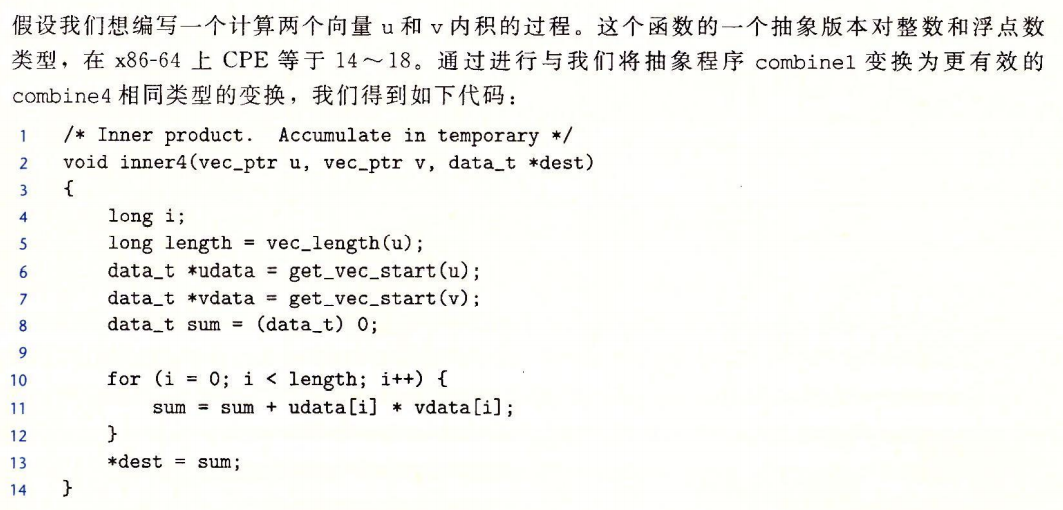 假设我们想编写一个计算两个向量 u 和 v 内积的过程。这个函数的一个抽象版本对整数和浮点数
类型，在 x86-64 上 CPE 等于 14～18。通过进行与我们将抽象程序 combine1 变换为更有效的
combine4 相同类型的变换，我们得到如下代码：
1 /* Inner product. Accumulate in temporary */
2 void inner4(vec_ptr u, vec_ptr v, data_t *dest)
3 {
4     long i;
5     long length = vec_length(u);
6     data_t *udata = get_vec_start(u);
7     data_t *vdata = get_vec_start(v);
8     data_t sum = (data_t) 0;
9
10     for (i = 0; i < length; i++) {
11         sum = sum + udata[i] * vdata[i];
12     }
13     *dest = sum;
14 }